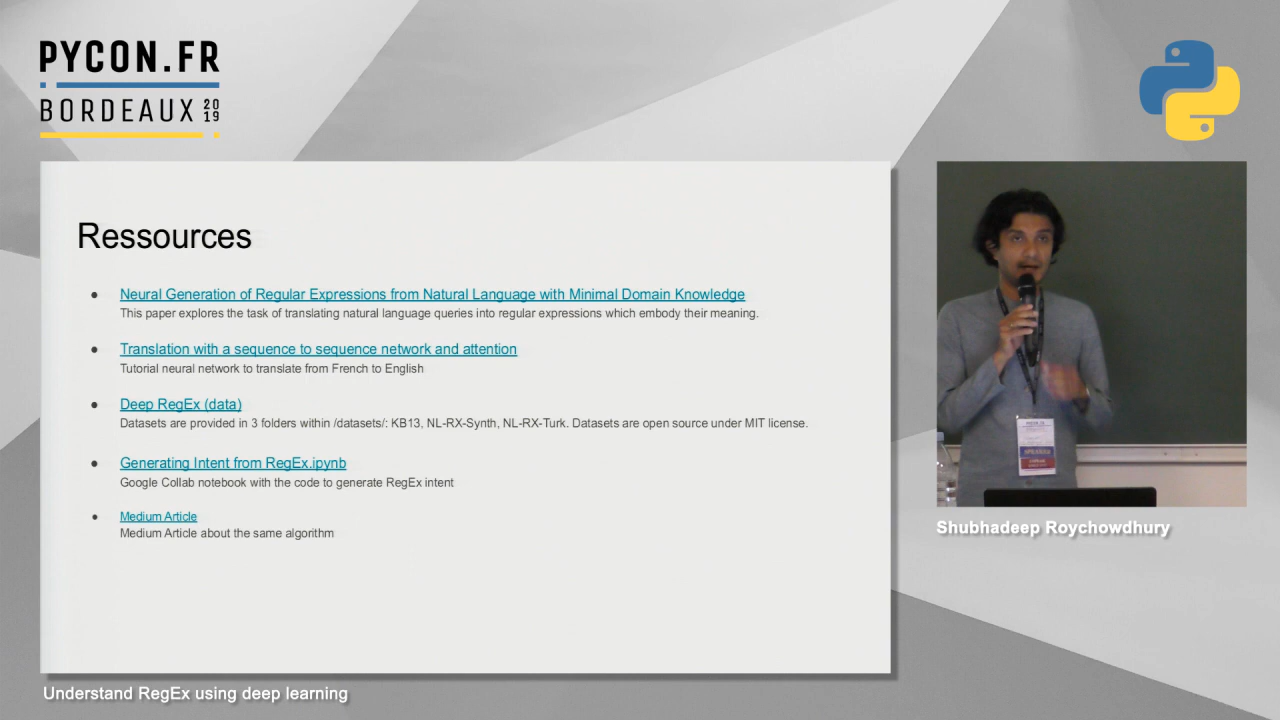 PYCON.FR
BORDEAUX 2019
Ressources
Neural Generation of Regular Expressions from Natural Language with Minimal Domain Knowledge
This paper explores the task of translating natural language queries into regular expressions which embody their meaning.
Translation with a sequence to sequence network and attention
Tutorial neural network to translate from French to English
Deep RegEx (data)
Datasets are provided in 3 folders within /datasets/: KB13, NL-RX-Synth, NL-RX-Turk. Datasets are open source under MIT license.
Generating Intent from RegEx.ipynb
Google Collab notebook with the code to generate RegEx intent
Medium Article
Medium Article about the same algorithm
Shubhadeep Roychowdhury
Understand RegEx using deep learning